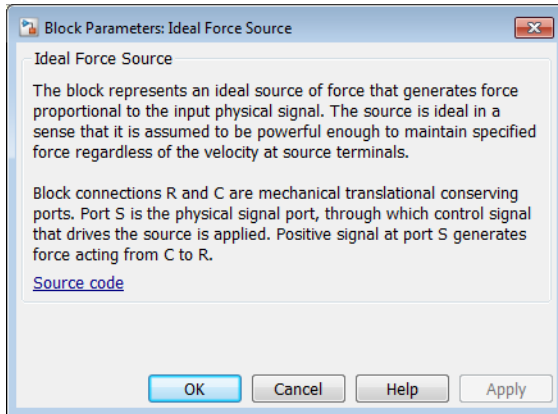 Block Parameters: Ideal Force Source
Ideal Force Source
The block represents an ideal source of force that generates force
proportional to the input physical signal. The source is ideal in a
sense that it is assumed to be powerful enough to maintain specified
force regardless of the velocity at source terminals.
Block connections R and C are mechanical translational conserving
ports. Port S is the physical signal port, through which control signal
that drives the source is applied. Positive signal at port S generates
force acting from C to R.
Source code
OK Cancel Help Apply